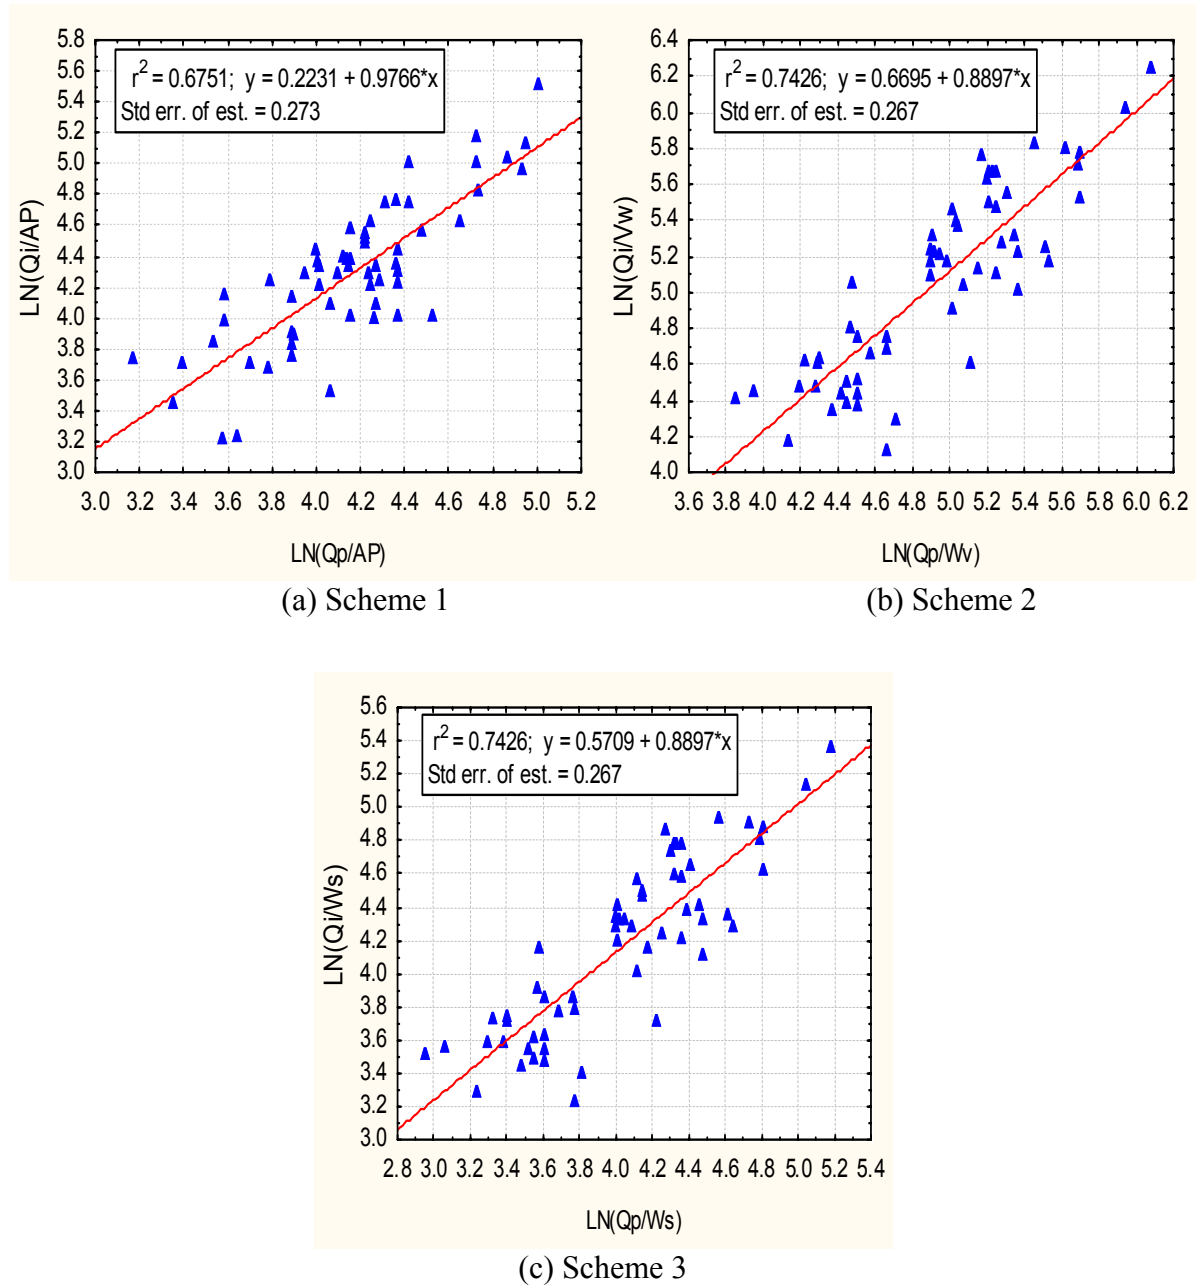 r² = 0.6751; y = 0.2231 + 0.9766*x
Std err. of est. = 0.273
LN(Qi/AP)
5.8
5.6
5.4
5.2
5.0
4.8
4.6
4.4
4.2
4.0
3.8
3.6
3.4
3.2
3.0
3.0 3.2 3.4 3.6 3.8 4.0 4.2 4.4 4.6 4.8 5.0 5.2
LN(Qp/AP)
(a) Scheme 1
r² = 0.7426; y = 0.6695 + 0.8897*x
Std err. of est. = 0.267
LN(Qi/Vw)
6.4
6.2
6.0
5.8
5.6
5.4
5.2
5.0
4.8
4.6
4.4
4.2
4.0
3.6 3.8 4.0 4.2 4.4 4.6 4.8 5.0 5.2 5.4 5.6 5.8 6.0 6.2
LN(Qp/Wv)
(b) Scheme 2
r² = 0.7426; y = 0.5709 + 0.8897*x
Std err. of est. = 0.267
LN(Qi/Ws)
5.6
5.4
5.2
5.0
4.8
4.6
4.4
4.2
4.0
3.8
3.6
3.4
3.2
3.0
2.8 3.0 3.2 3.4 3.6 3.8 4.0 4.2 4.4 4.6 4.8 5.0 5.2 5.4
LN(Qp/Ws)
(c) Scheme 3